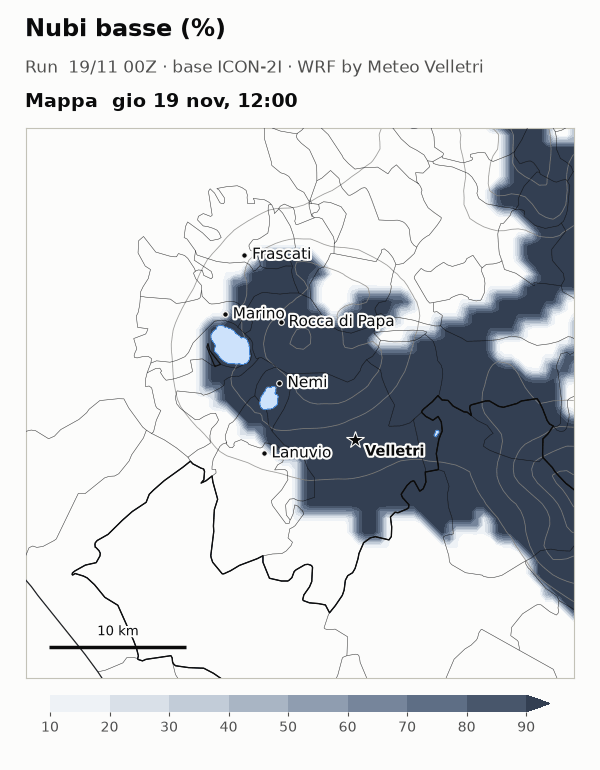 Nubi basse (%)
Run  19/11 00Z · base ICON-2I · WRF by Meteo Velletri
Mappa  gio 19 nov, 12:00
Frascati
Marino
Rocca di Papa
Nemi
Velletri
Lanuvio
10 km
10 20 30 40 50 60 70 80 90